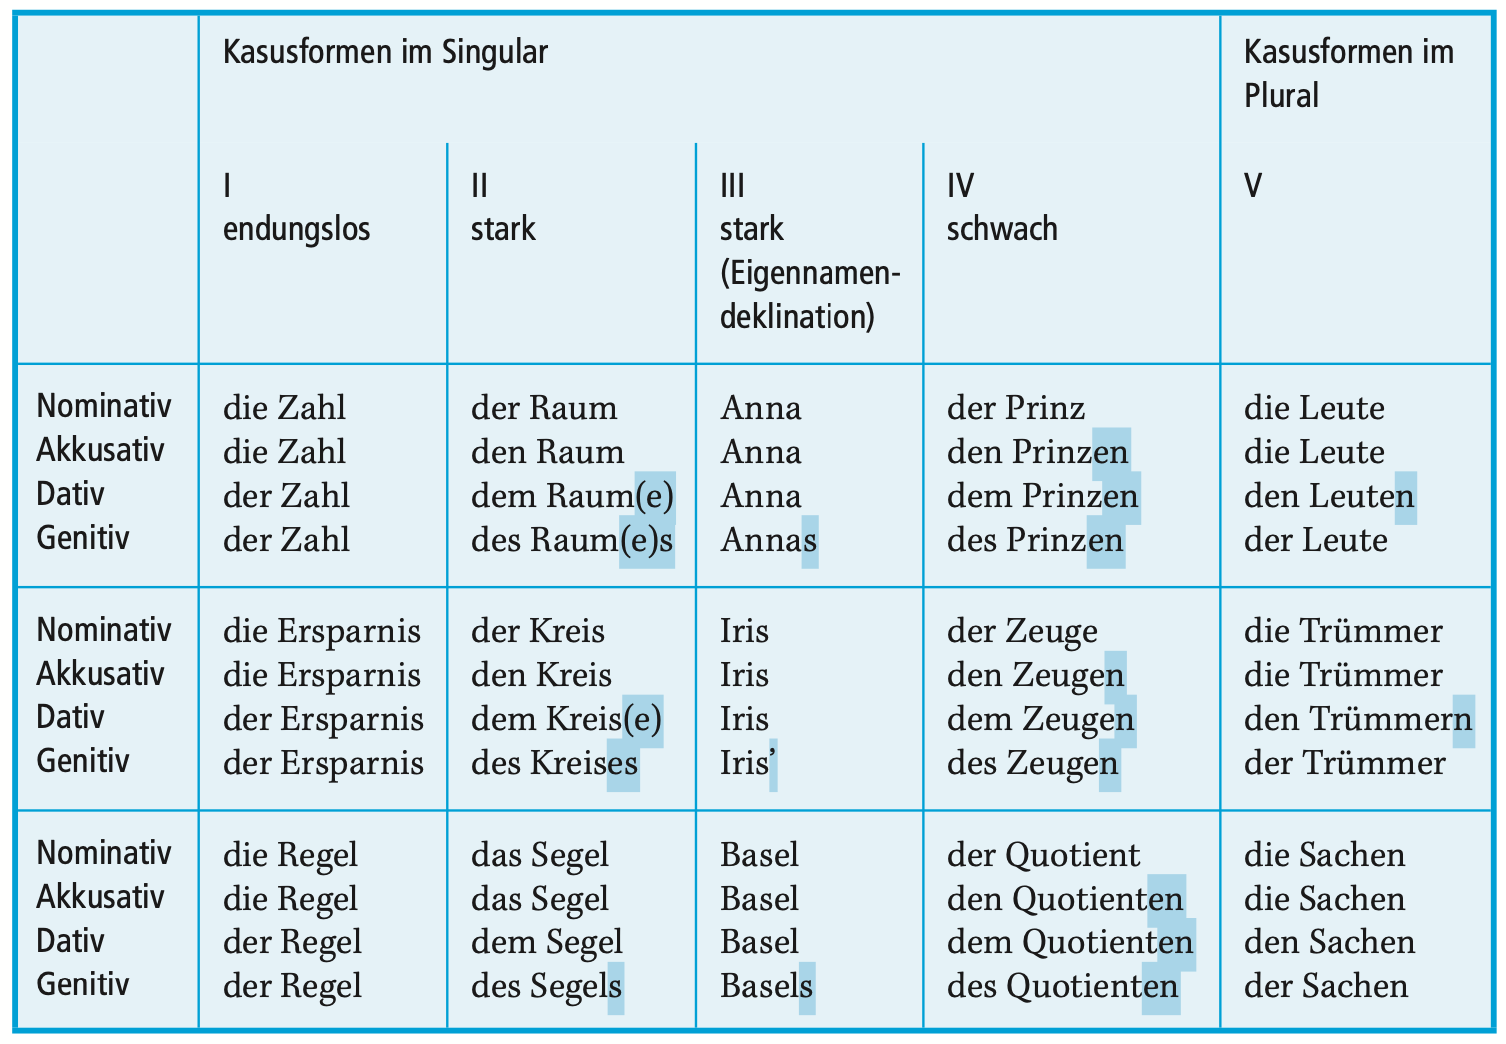 Kasusformen im Singular Kasusformen im
Plural
I II III IV V
endungslos stark stark schwach
(Eigennamen-
deklination)
Nominativ die Zahl der Raum Anna der Prinz die Leute
Akkusativ die Zahl den Raum Anna den Prinzen die Leute
Dativ der Zahl dem Raum(e) Anna dem Prinzen den Leuten
Genitiv der Zahl des Raum(e)s Annas des Prinzen der Leute
Nominativ die Ersparnis der Kreis Iris der Zeuge die Trümmer
Akkusativ die Ersparnis den Kreis Iris den Zeugen die Trümmer
Dativ der Ersparnis dem Kreis(e) Iris dem Zeugen den Trümmern
Genitiv der Ersparnis des Kreises Iris’ des Zeugen der Trümmer
Nominativ die Regel das Segel Basel der Quotient die Sachen
Akkusativ die Regel das Segel Basel den Quotienten die Sachen
Dativ der Regel dem Segel Basel dem Quotienten den Sachen
Genitiv der Regel des Segels Basels des Quotienten der Sachen